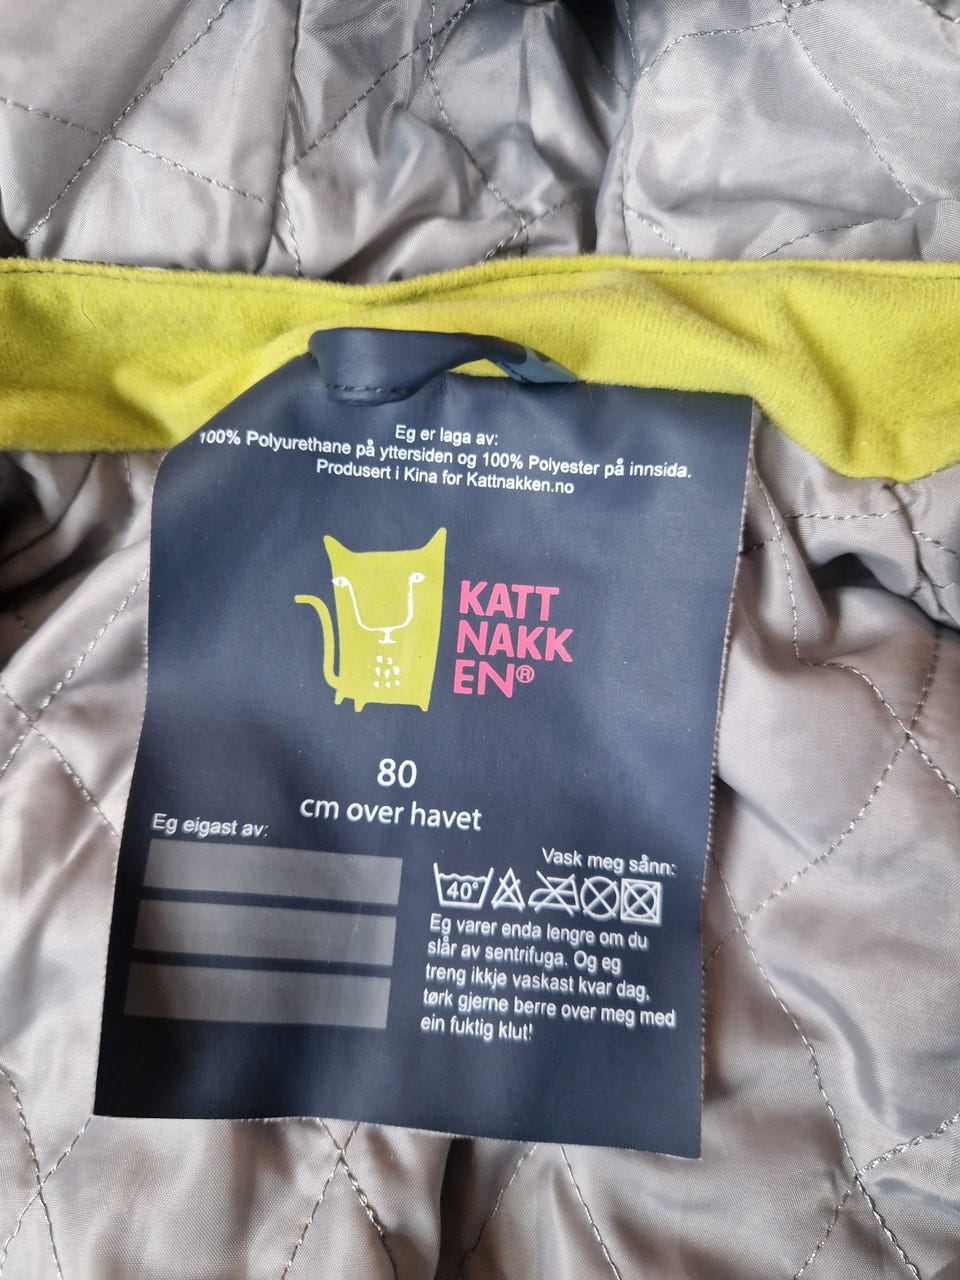 Eg er laga av:
100% Polyurethane på yttersiden og 100% Polyester på innsida.
Produsert i Kina for Kattnakken.no
KATT
NAKK
EN®
80
cm over havet
Eg eigast av:
Vask meg sånn:
40°
Eg varer enda lengre om du
slår av sentrifuga. Og eg
treng ikkje vaskast kvar dag,
tørk gjerne berre over meg med
ein fuktig klut!